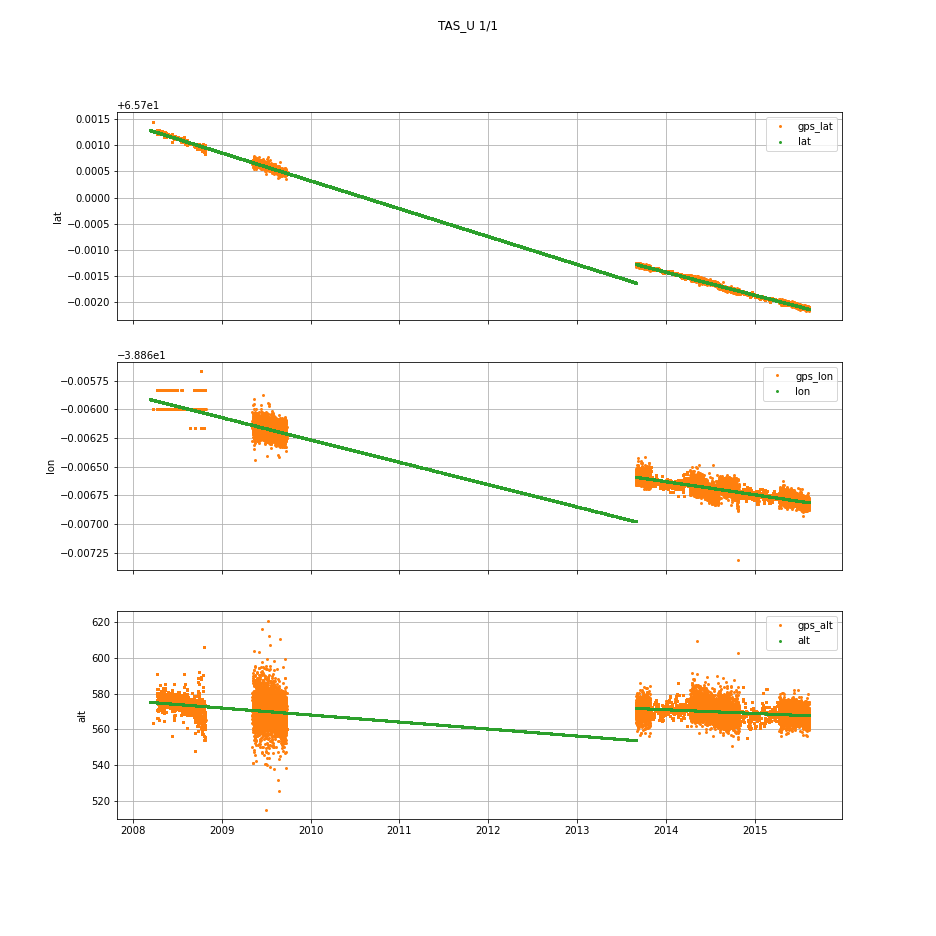 TAS_U 1/1
+6.57e1
0.0015
0.0010
0.0005
0.0000
−0.0005
−0.0010
−0.0015
−0.0020
lat
gps_lat
lat
−3.886e1
−0.00575
−0.00600
−0.00625
−0.00650
−0.00675
−0.00700
−0.00725
lon
gps_lon
lon
620
600
580
560
540
520
alt
gps_alt
alt
2008 2009 2010 2011 2012 2013 2014 2015